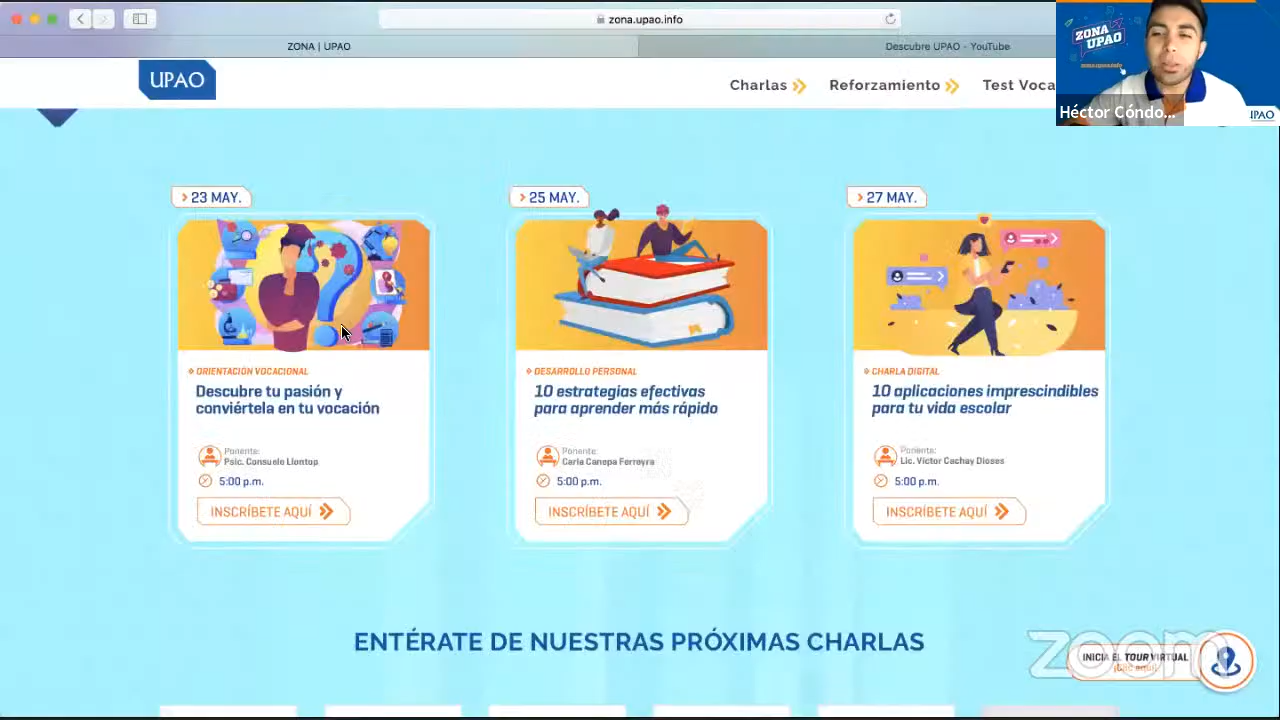 zona.upao.info
ZONA | UPAO
Descubre UPAO - YouTube
UPAO
Charlas
Reforzamiento
Test Voca
ZONA
UPAO
Héctor Cóndo...
UPAO
23 MAY.
ORIENTACIÓN VOCACIONAL
Descubre tu pasión y
conviértela en tu vocación
Ponente:
Psic. Consuelo Llontop
5:00 p.m.
INSCRÍBETE AQUÍ
25 MAY.
DESARROLLO PERSONAL
10 estrategias efectivas
para aprender más rápido
Ponente:
Carla Canepa Ferreyra
5:00 p.m.
INSCRÍBETE AQUÍ
27 MAY.
CHARLA DIGITAL
10 aplicaciones imprescindibles
para tu vida escolar
Ponente:
Lic. Víctor Cachay Dioses
5:00 p.m.
INSCRÍBETE AQUÍ
ENTÉRATE DE NUESTRAS PRÓXIMAS CHARLAS
zoom
INICIA EL TOUR VIRTUAL
¡Clic aquí!